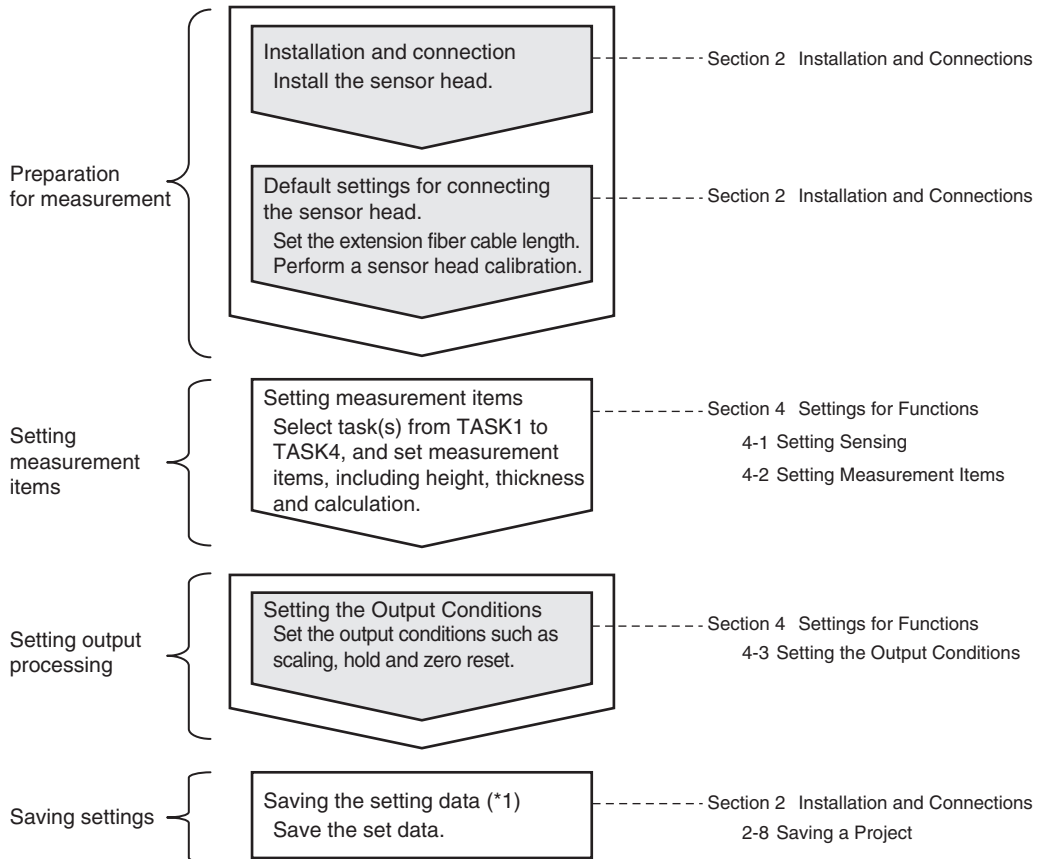 Installation and connection
Install the sensor head.
Section 2 Installation and Connections
Preparation
for measurement
Default settings for connecting
the sensor head.
Set the extension fiber cable length.
Perform a sensor head calibration.
Section 2 Installation and Connections
Setting
measurement
items
Setting measurement items
Select task(s) from TASK1 to
TASK4, and set measurement
items, including height, thickness
and calculation.
Section 4 Settings for Functions
4-1 Setting Sensing
4-2 Setting Measurement Items
Setting output
processing
Setting the Output Conditions
Set the output conditions such as
scaling, hold and zero reset.
Section 4 Settings for Functions
4-3 Setting the Output Conditions
Saving settings
Saving the setting data (*1)
Save the set data.
Section 2 Installation and Connections
2-8 Saving a Project